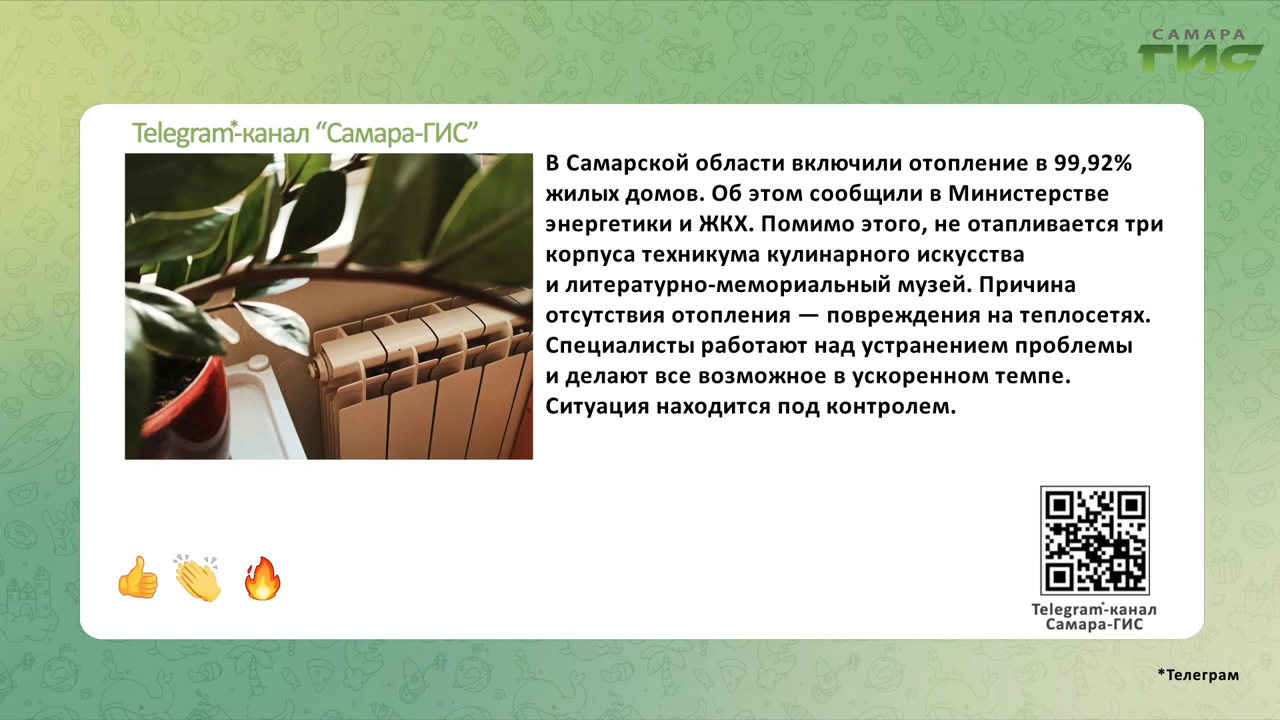 САМАРА
ГИС
Telegram*-канал “Самара-ГИС”
В Самарской области включили отопление в 99,92%
жилых домов. Об этом сообщили в Министерстве
энергетики и ЖКХ. Помимо этого, не отапливается три
корпуса техникума кулинарного искусства
и литературно-мемориальный музей. Причина
отсутствия отопления — повреждения на теплосетях.
Специалисты работают над устранением проблемы
и делают все возможное в ускоренном темпе.
Ситуация находится под контролем.
Telegram*-канал
Самара-ГИС
*Телеграм